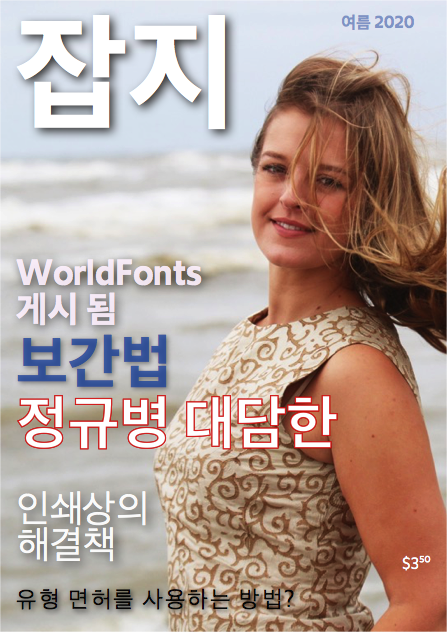 여름 2020
잡지
WorldFonts
게시 됨
보간법
정규병 대담한
인쇄상의
해결책
$3⁵⁰
유형 면허를 사용하는 방법?